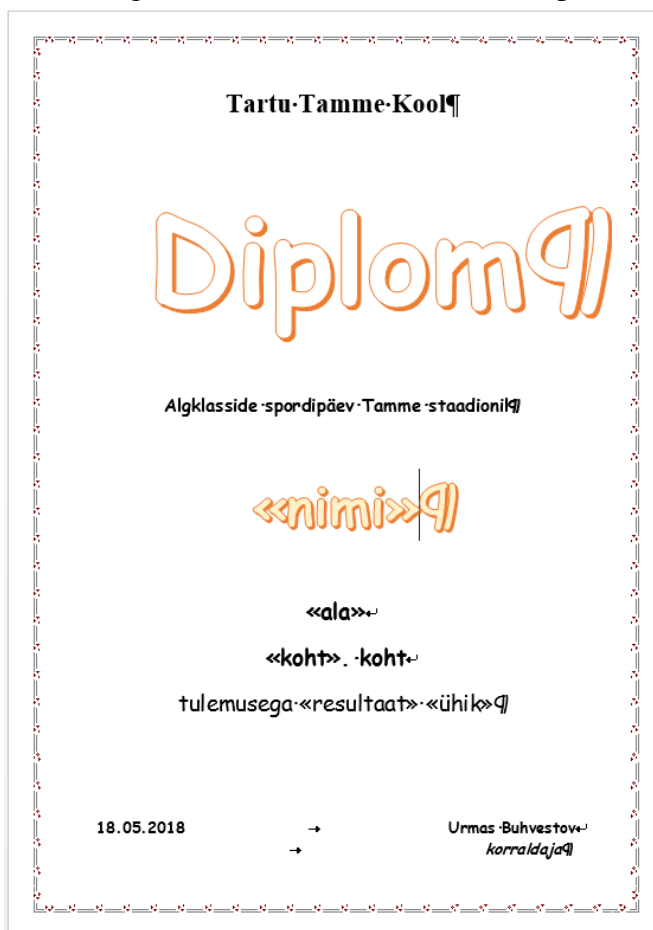 Tartu·Tamme·Kool¶
Diplom¶
Algklasside·spordipäev·Tamme·staadionil¶
«nimi»¶
«ala»↵
«koht».·koht↵
tulemusega·«resultaat»·«ühik»¶
18.05.2018 → Urmas·Buhvestov↵
→ korraldaja¶